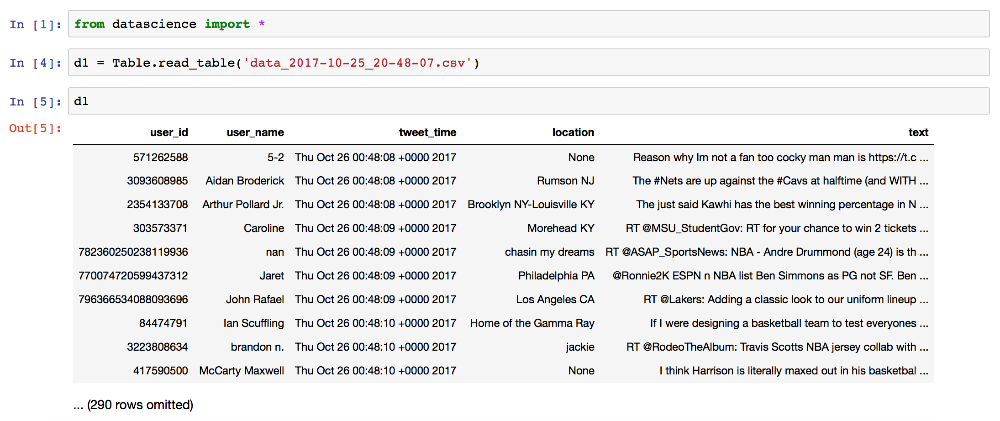 In [1]: from datascience import *
In [4]: d1 = Table.read_table('data_2017-10-25_20-48-07.csv')
In [5]: d1
Out[5]:
user_id user_name tweet_time location text
571262588 5-2 Thu Oct 26 00:48:08 +0000 2017 None Reason why Im not a fan too cocky man man is https://t.c ...
3093608985 Aidan Broderick Thu Oct 26 00:48:08 +0000 2017 Rumson NJ The #Nets are up against the #Cavs at halftime (and WITH ...
2354133708 Arthur Pollard Jr. Thu Oct 26 00:48:08 +0000 2017 Brooklyn NY-Louisville KY The just said Kawhi has the best winning percentage in N ...
303573371 Caroline Thu Oct 26 00:48:09 +0000 2017 Morehead KY RT @MSU_StudentGov: RT for your chance to win 2 tickets ...
782360250238119936 nan Thu Oct 26 00:48:09 +0000 2017 chasin my dreams RT @ASAP_SportsNews: NBA - Andre Drummond (age 24) is th ...
770074720599437312 Jaret Thu Oct 26 00:48:09 +0000 2017 Philadelphia PA @Ronnie2K ESPN n NBA list Ben Simmons as PG not SF. Ben ...
796366534088093696 John Rafael Thu Oct 26 00:48:09 +0000 2017 Los Angeles CA RT @Lakers: Adding a classic look to our uniform lineup ...
84474791 Ian Scuffling Thu Oct 26 00:48:10 +0000 2017 Home of the Gamma Ray If I were designing a basketball team to test everyones ...
3223808634 brandon n. Thu Oct 26 00:48:10 +0000 2017 jackie RT @RodeoTheAlbum: Travis Scotts NBA jersey collab with ...
417590500 McCarty Maxwell Thu Oct 26 00:48:10 +0000 2017 None I think Harrison is literally maxed out in his basketbal ...
... (290 rows omitted)